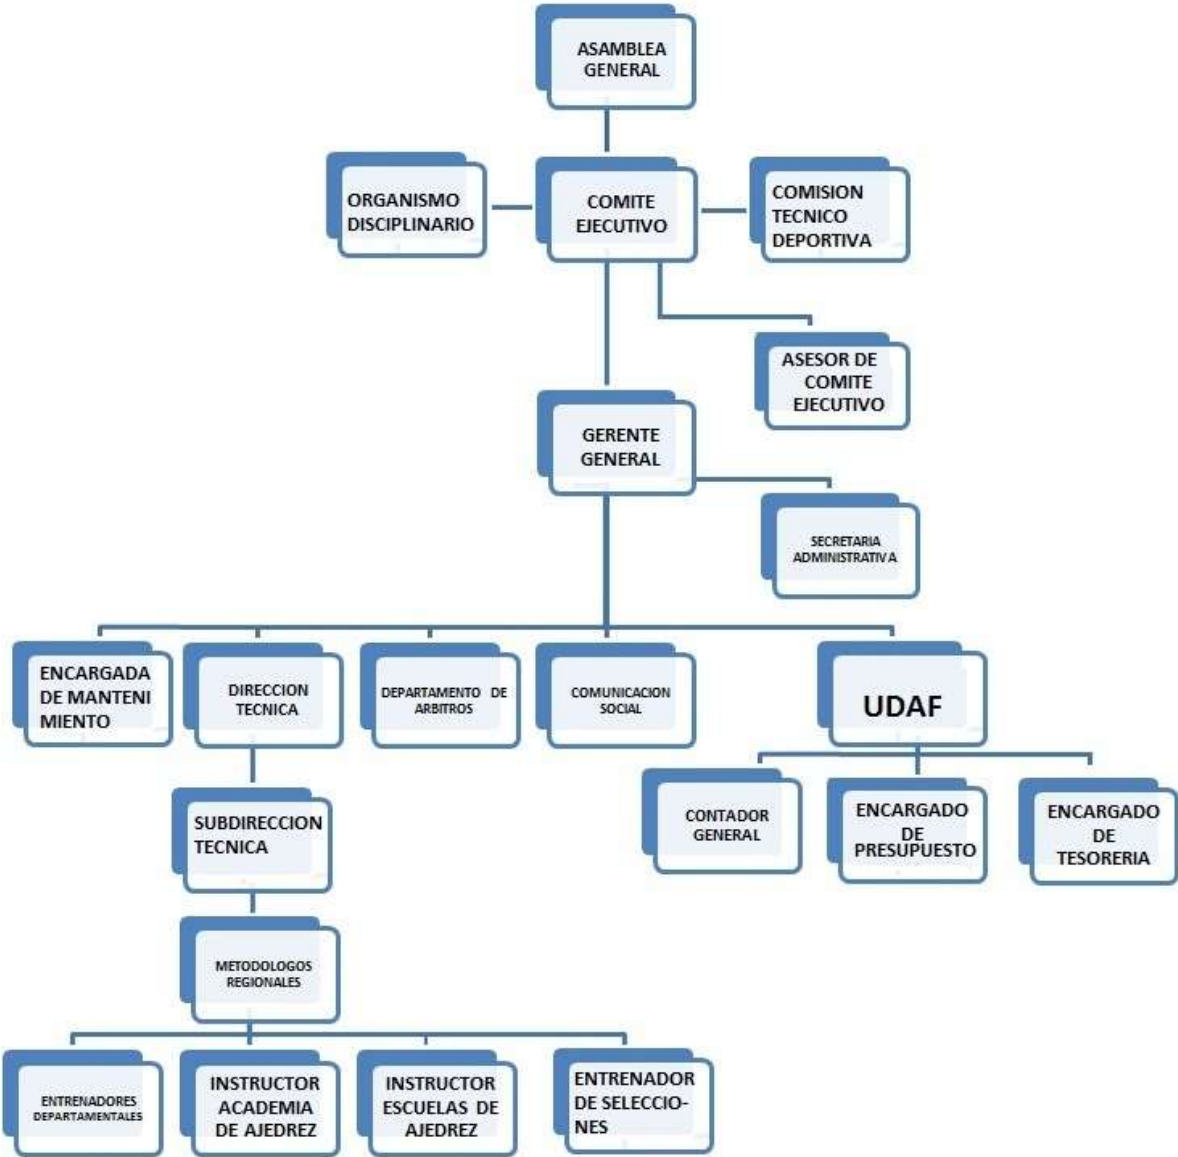 ASAMBLEA
GENERAL
ORGANISMO
DISCIPLINARIO
COMITE
EJECUTIVO
COMISION
TECNICO
DEPORTIVA
ASESOR DE
COMITE
EJECUTIVO
GERENTE
GENERAL
SECRETARIA
ADMINISTRATIVA
ENCARGADA
DE MANTENI
MIENTO
DIRECCION
TECNICA
DEPARTAMENTO DE
ARBITROS
COMUNICACION
SOCIAL
UDAF
SUBDIRECCION
TECNICA
CONTADOR
GENERAL
ENCARGADO
DE
PRESUPUESTO
ENCARGADO
DE
TESORERIA
METODOLOGOS
REGIONALES
ENTRENADORES
DEPARTAMENTALES
INSTRUCTOR
ACADEMIA
DE AJEDREZ
INSTRUCTOR
ESCUELAS DE
AJEDREZ
ENTRENADOR
DE SELECCIO-
NES